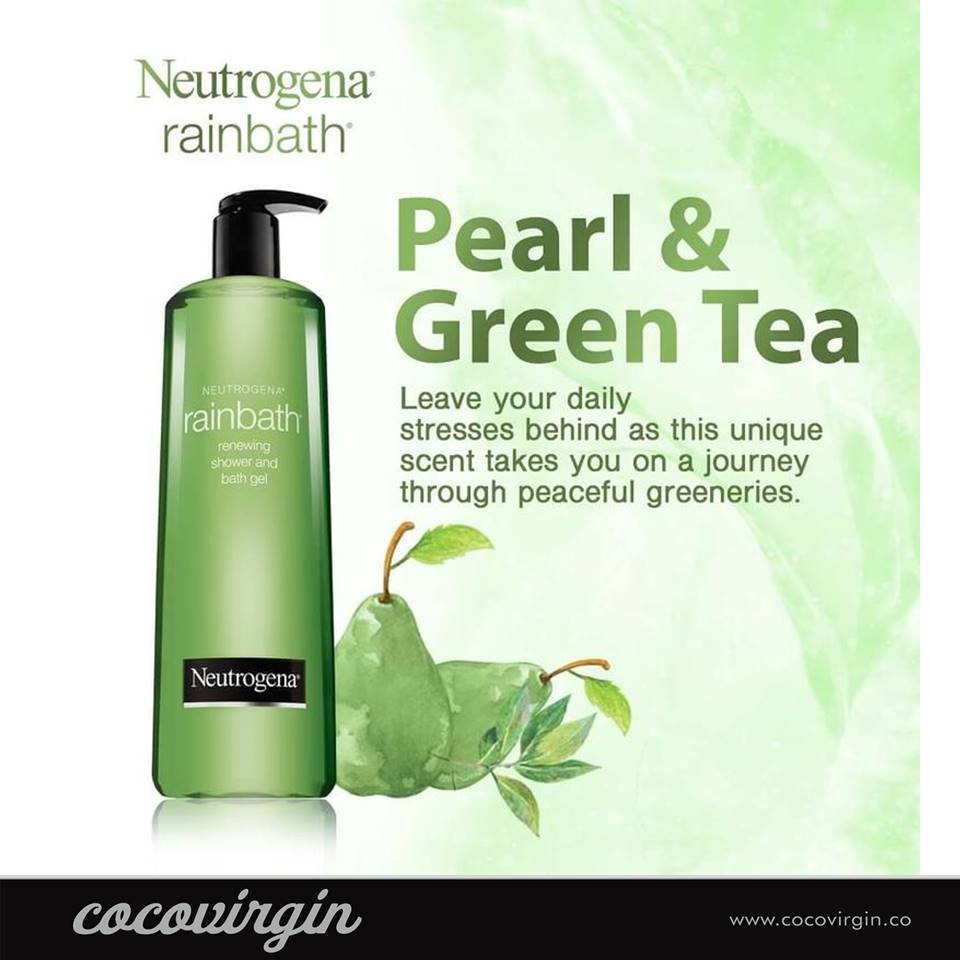 Neutrogena®
rainbath®
Pearl &
Green Tea
Leave your daily
stresses behind as this unique
scent takes you on a journey
through peaceful greeneries.
NEUTROGENA®
rainbath®
renewing
shower and
bath gel
Neutrogena®
cocovirgin
www.cocovirgin.co